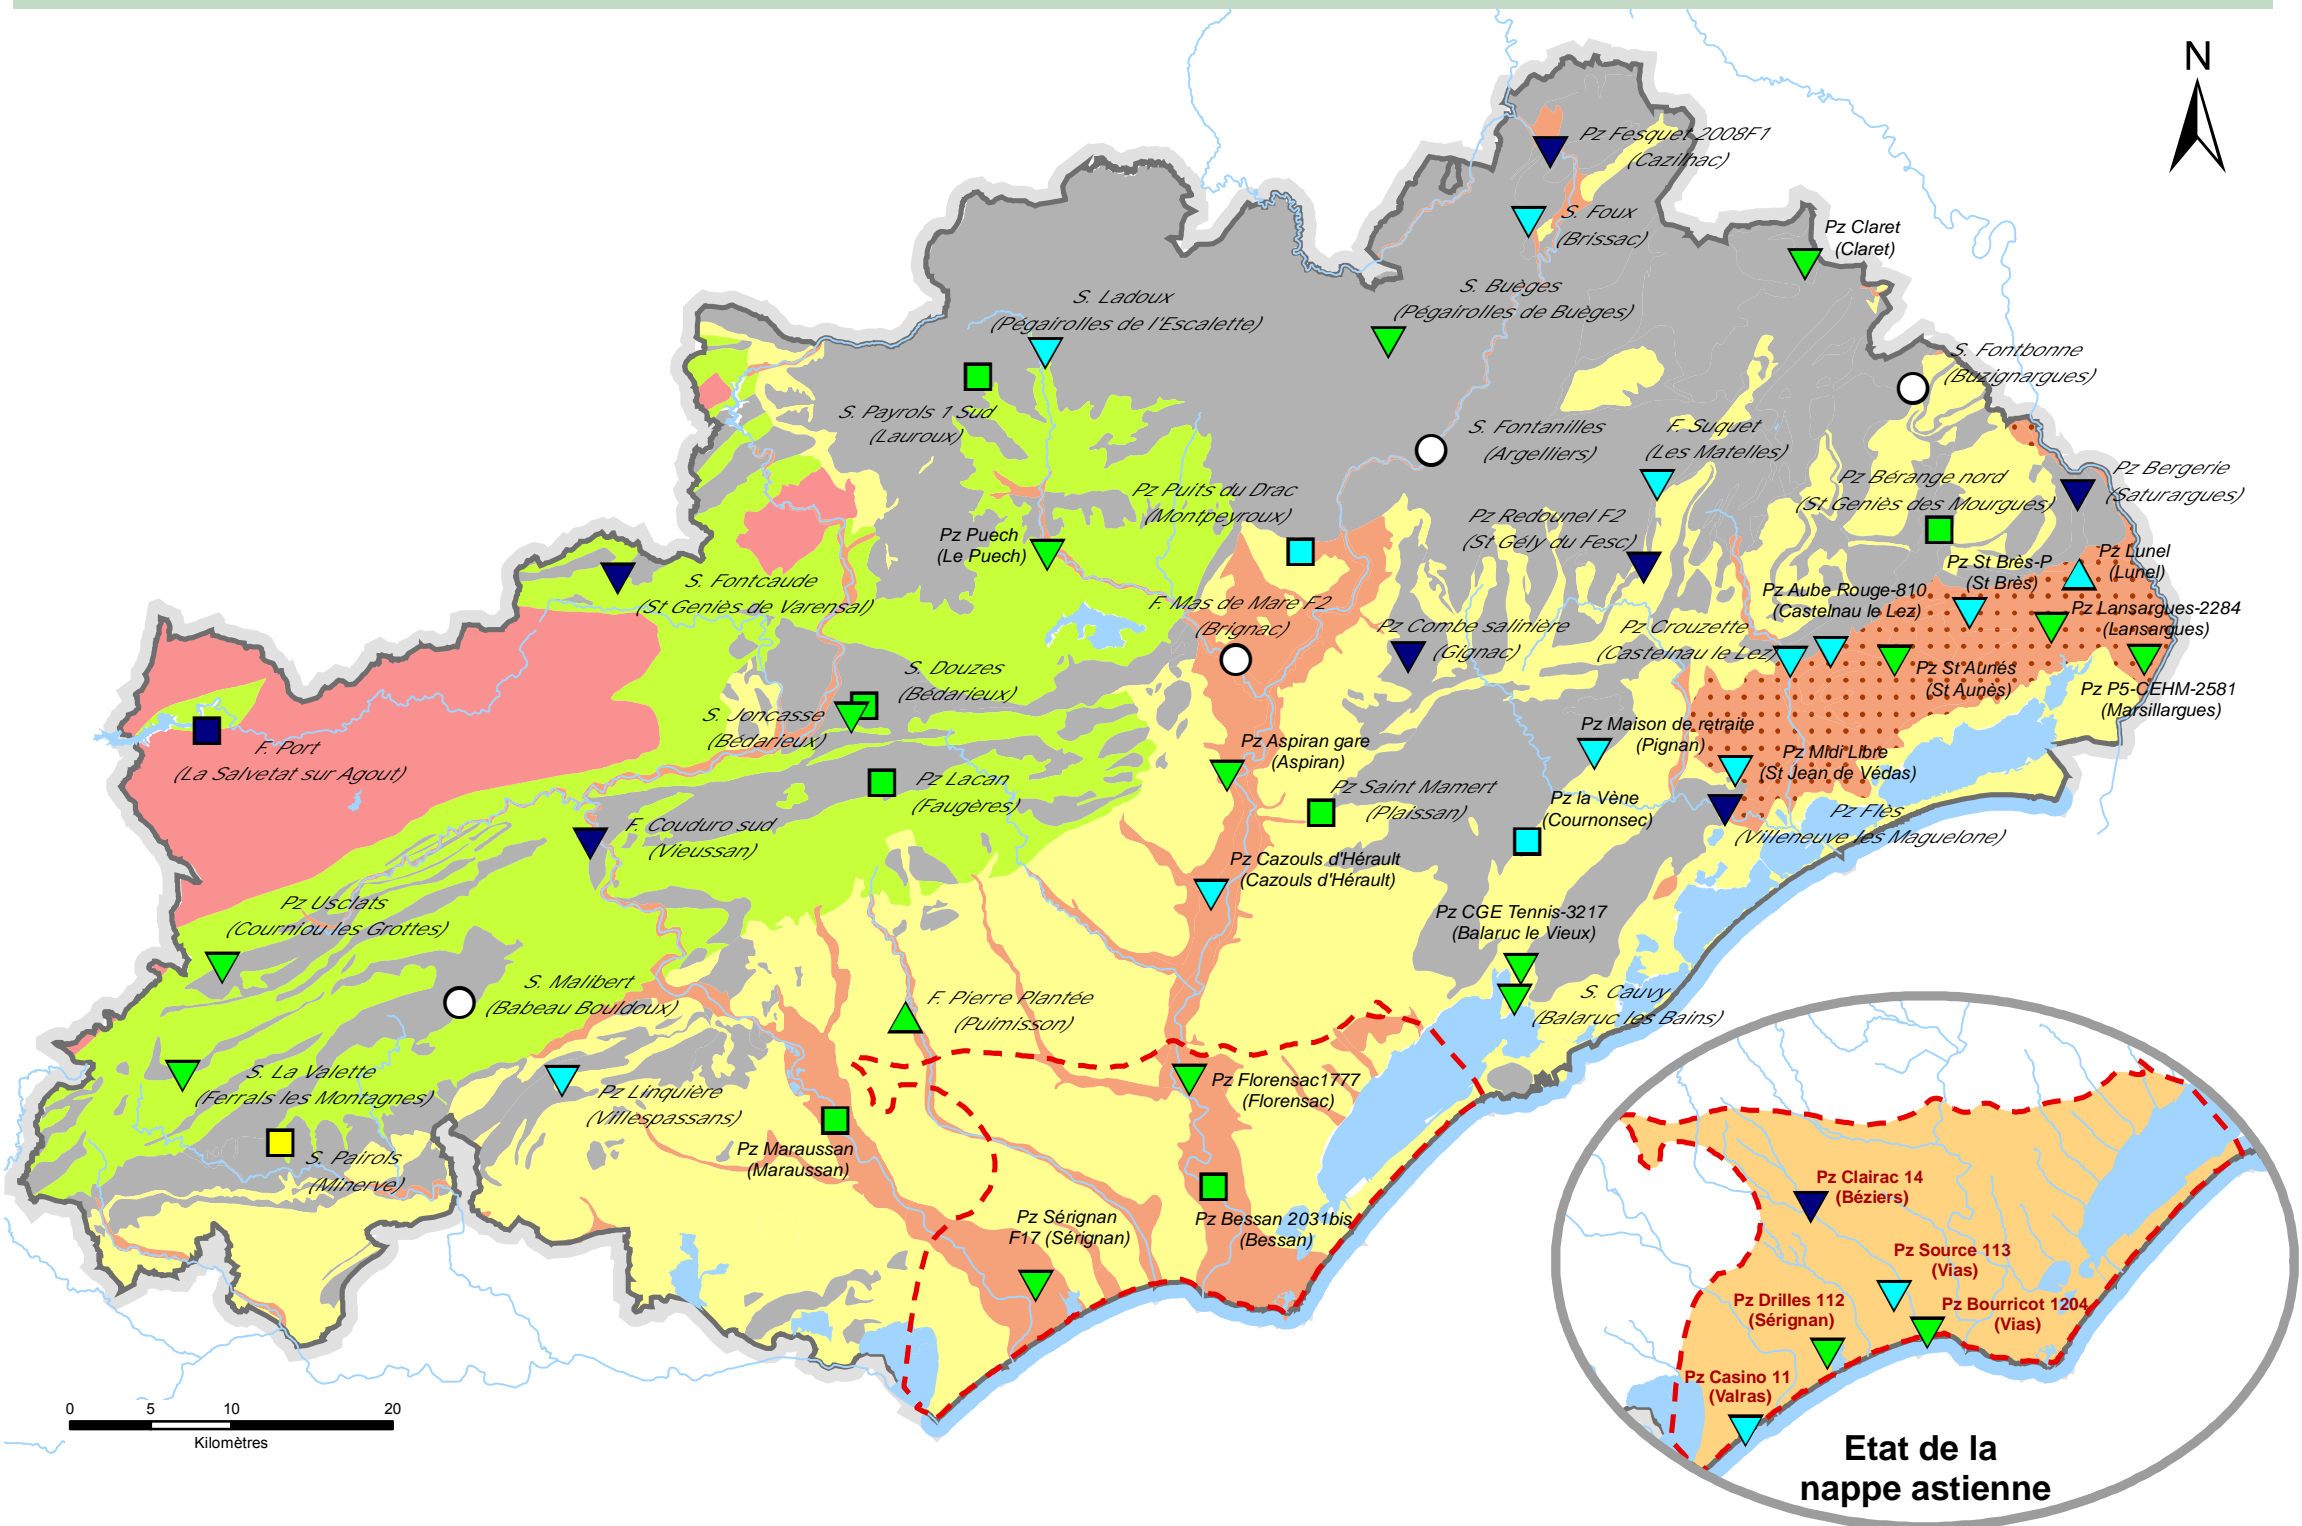 N
Pz Fesquet 2008F1
(Cazilhac)
S. Foux
(Brissac)
Pz Claret
(Claret)
S. Buèges
(Pégairolles de Buèges)
S. Ladoux
(Pégairolles de l'Escalette)
S. Fontbonne
(Buzignargues)
S. Payrols 1 Sud
(Lauroux)
S. Fontanilles
(Argelliers)
F. Suquet
(Les Matelles)
Pz Bérange nord
(St Geniès des Mourgues)
Pz Bergerie
(Saturargues)
Pz Puits du Drac
(Montpeyroux)
Pz Redounel F2
(St Gély du Fesc)
Pz Puech
(Le Puech)
Pz St Brès-P
(St Brès)
Pz Lunel
(Lunel)
S. Fontcaude
(St Geniès de Varensal)
Pz Aube Rouge-810
(Castelnau le Lez)
Pz Lansargues-2284
(Lansargues)
F. Mas de Mare F2
(Brignac)
Pz Combe salinière
(Gignac)
Pz Crouzette
(Castelnau le Lez)
S. Douzes
(Bédarieux)
Pz St Aunés
(St Aunès)
Pz P5-CEHM-2581
(Marsillargues)
S. Joncasse
(Bédarieux)
Pz Maison de retraite
(Pignan)
F. Port
(La Salvetat sur Agout)
Pz Aspiran gare
(Aspiran)
Pz Midi Libre
(St Jean de Védas)
Pz Lacan
(Faugères)
Pz Saint Mamert
(Plaissan)
Pz la Vène
(Cournonsec)
Pz Flès
(Villeneuve les Maguelone)
F. Couduro sud
(Vieussan)
Pz Cazouls d'Hérault
(Cazouls d'Hérault)
Pz Usclats
(Courniou les Grottes)
Pz CGE Tennis-3217
(Balaruc le Vieux)
S. Malibert
(Babeau Bouldoux)
F. Pierre Plantée
(Puimisson)
S. Cauvy
(Balaruc les Bains)
S. La Valette
(Ferrals les Montagnes)
Pz Linquière
(Villespassans)
Pz Florensac1777
(Florensac)
Pz Maraussan
(Maraussan)
S. Pairols
(Minerve)
Pz Sérignan
F17 (Sérignan)
Pz Bessan 2031bis
(Bessan)
Pz Clairac 14
(Béziers)
Pz Source 113
(Vias)
Pz Drilles 112
(Sérignan)
Pz Bourricot 1204
(Vias)
Pz Casino 11
(Valras)
0 5 10 20
Kilomètres
Etat de la
nappe astienne